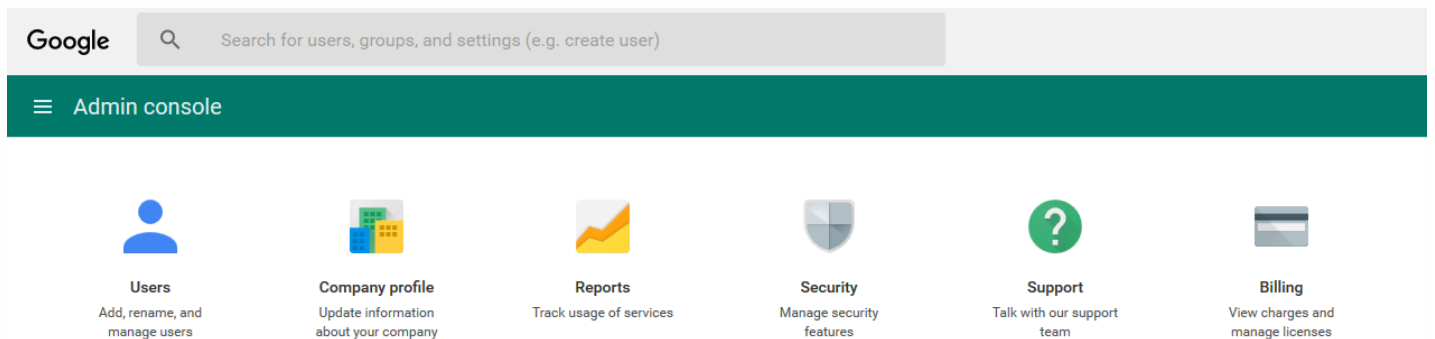 Google
Search for users, groups, and settings (e.g. create user)
Admin console
Users
Add, rename, and
manage users
Company profile
Update information
about your company
Reports
Track usage of services
Security
Manage security
features
Support
Talk with our support
team
Billing
View charges and
manage licenses